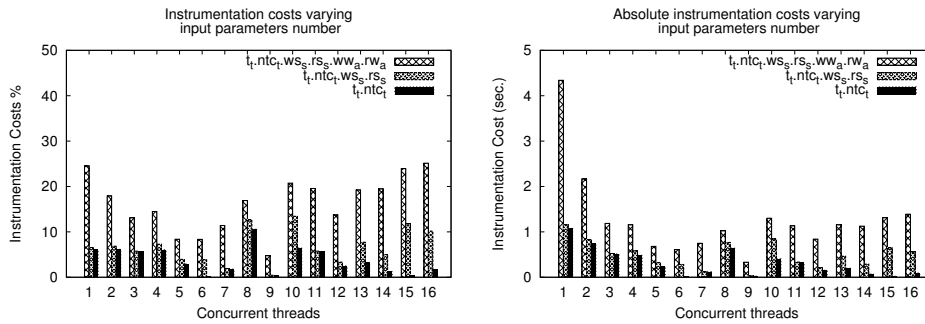 Instrumentation costs varying
input parameters number
50
40
30
20
10
0
Instrumentation Costs %
t_t.ntc_t.ws_s.rs_s.ww_a.rw_a
t_t.ntc_t.ws_s.rs_s
t_t.ntc_t
1 2 3 4 5 6 7 8 9 10 11 12 13 14 15 16
Concurrent threads
Absolute instrumentation costs varying
input parameters number
5
4
3
2
1
0
Instrumentation Cost (sec.)
t_t.ntc_t.ws_s.rs_s.ww_a.rw_a
t_t.ntc_t.ws_s.rs_s
t_t.ntc_t
1 2 3 4 5 6 7 8 9 10 11 12 13 14 15 16
Concurrent threads